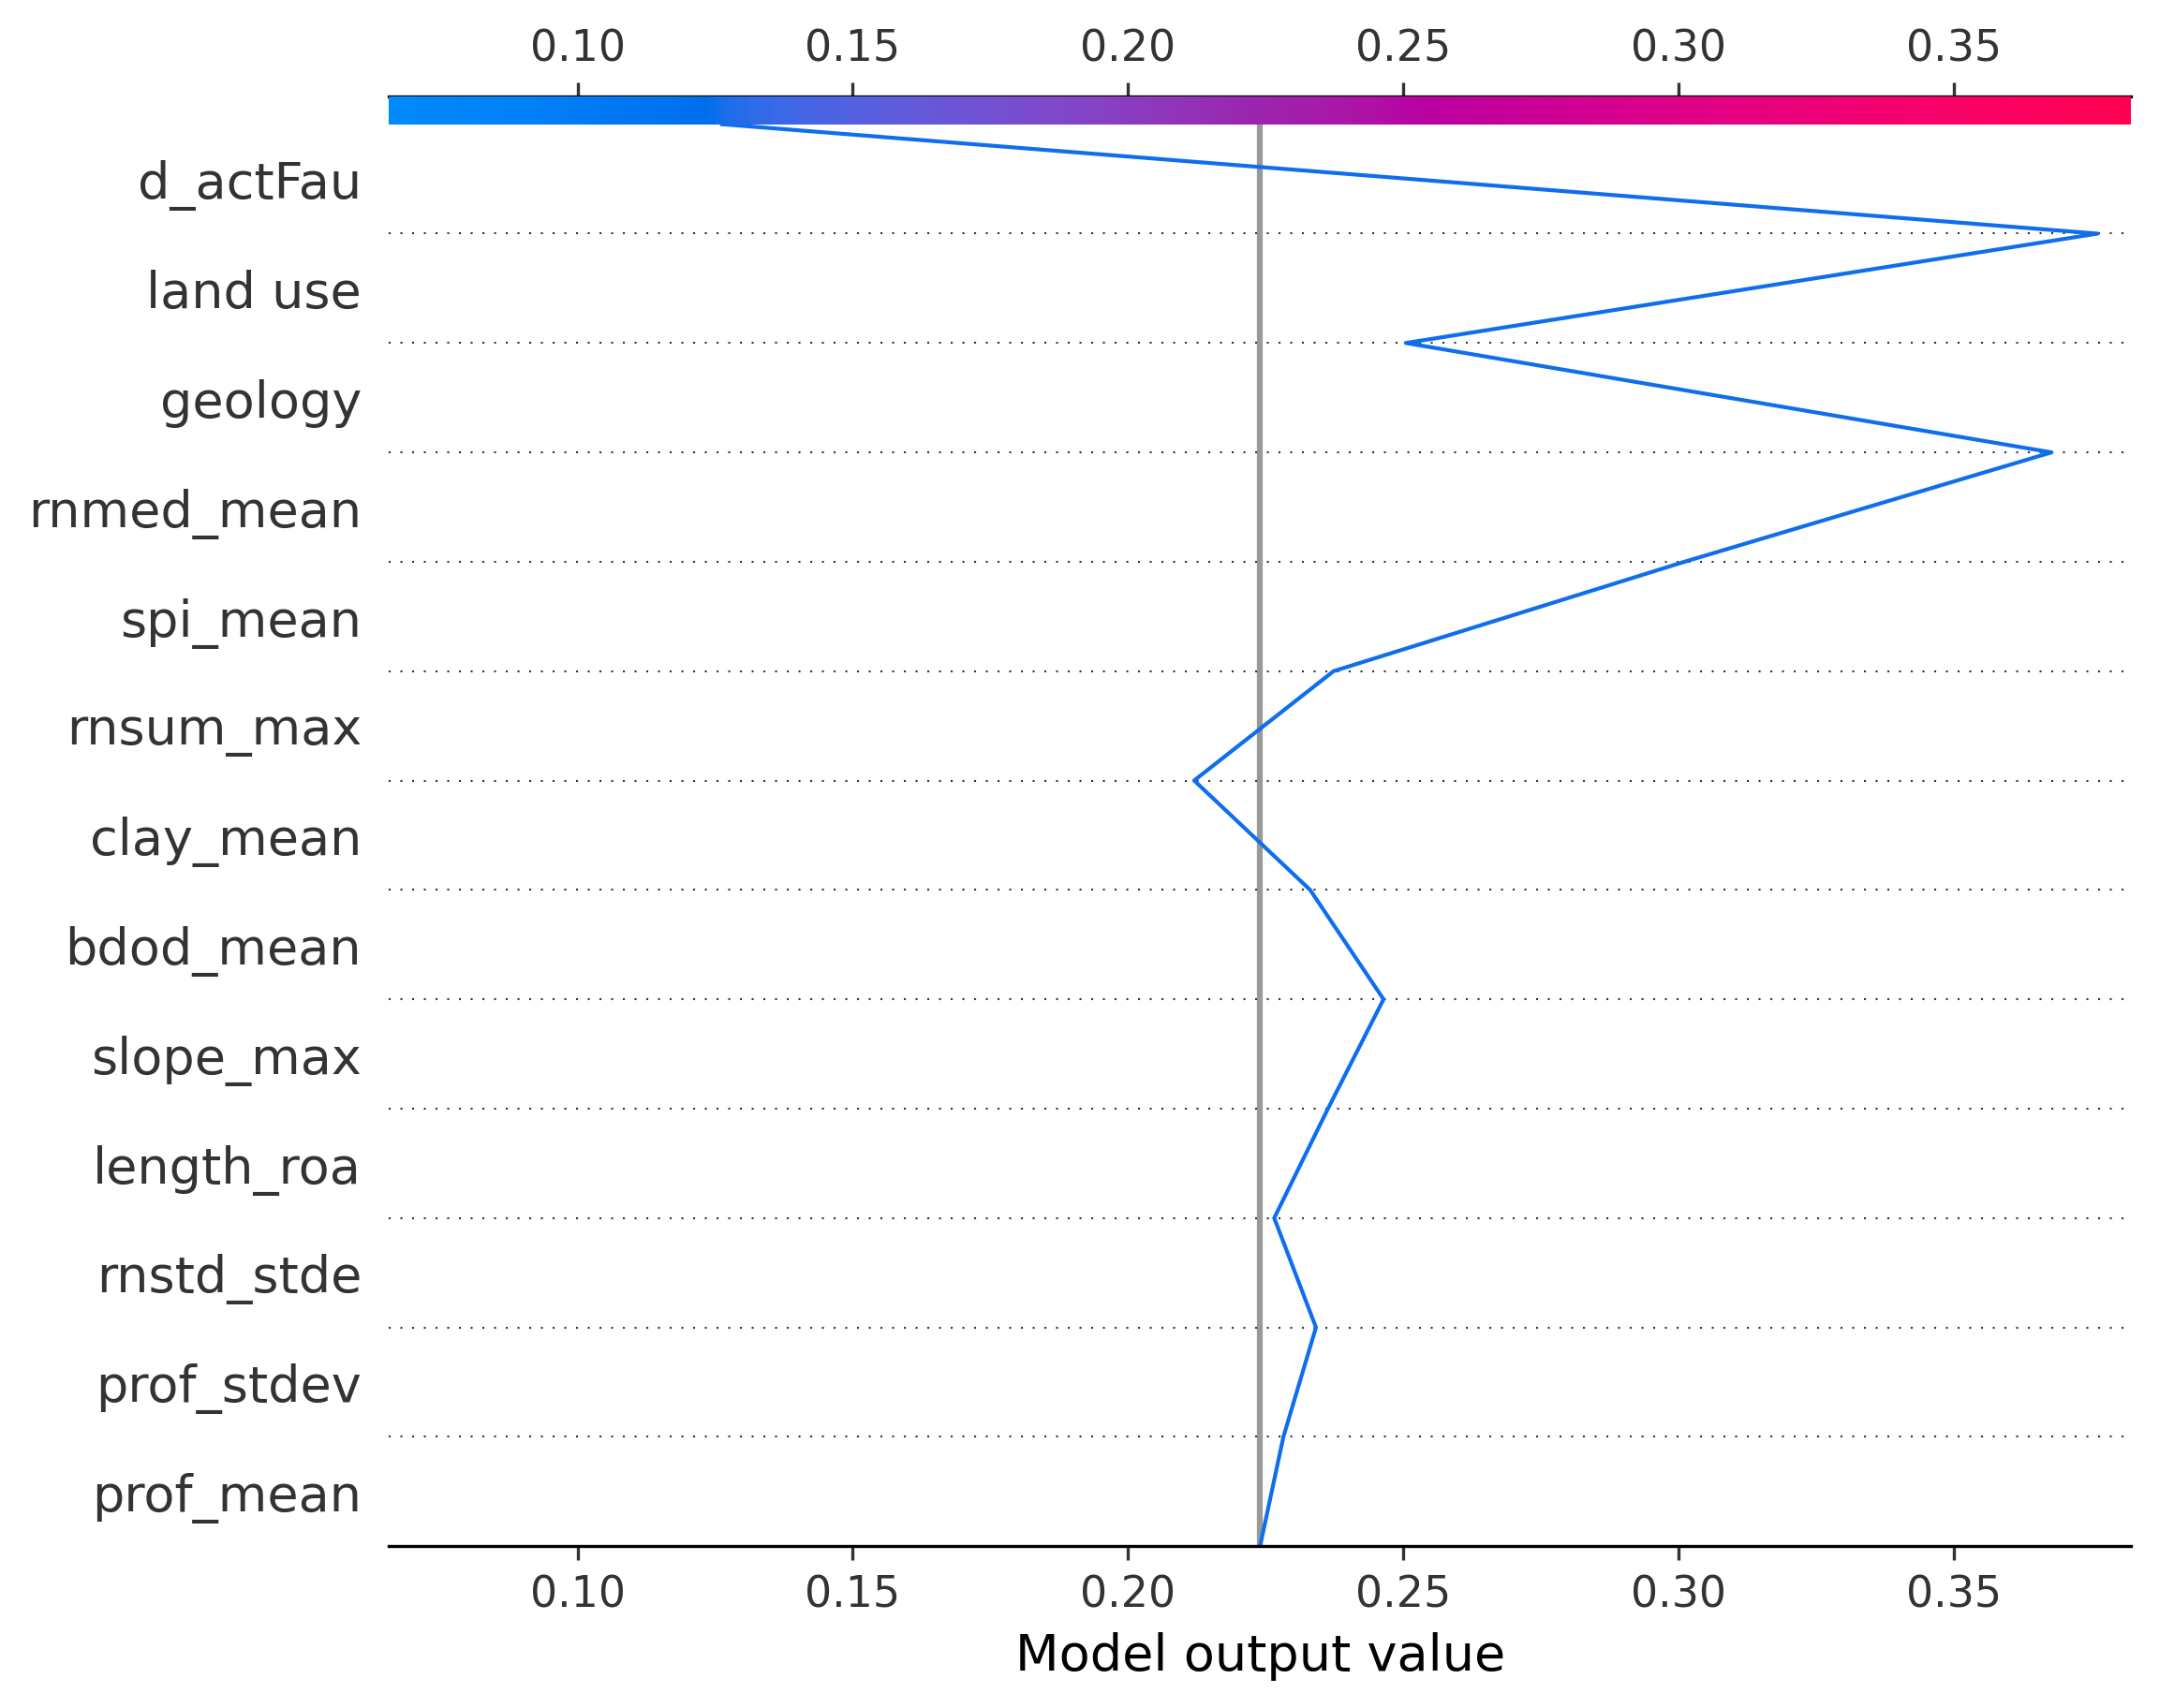 0.10 0.15 0.20 0.25 0.30 0.35
d_actFau
land use
geology
rnmed_mean
spi_mean
rnsum_max
clay_mean
bdod_mean
slope_max
length_roa
rnstd_stde
prof_stdev
prof_mean
0.10 0.15 0.20 0.25 0.30 0.35
Model output value